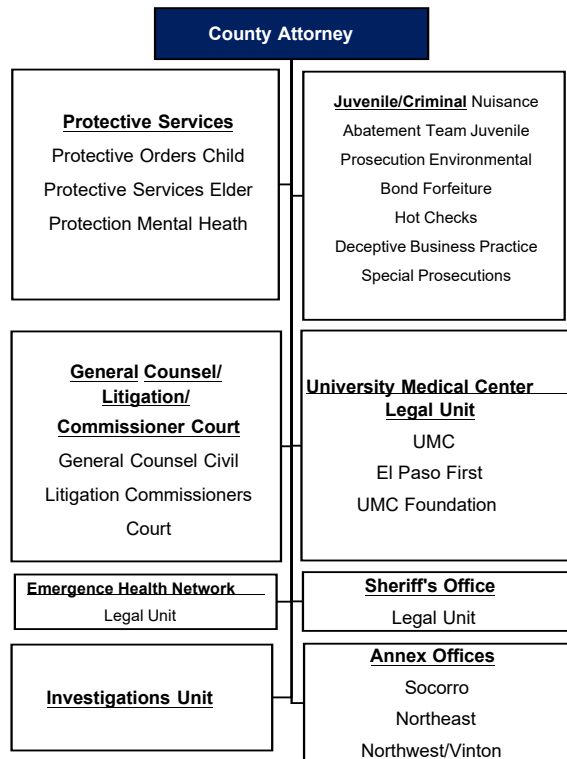 County Attorney
Protective Services
Protective Orders Child
Protective Services Elder
Protection Mental Heath
Juvenile/Criminal Nuisance
Abatement Team Juvenile
Prosecution Environmental
Bond Forfeiture
Hot Checks
Deceptive Business Practice
Special Prosecutions
General Counsel/
Litigation/
Commissioner Court
General Counsel Civil
Litigation Commissioners
Court
University Medical Center
Legal Unit
UMC
El Paso First
UMC Foundation
Emergence Health Network
Legal Unit
Sheriff's Office
Legal Unit
Investigations Unit
Annex Offices
Socorro
Northeast
Northwest/Vinton